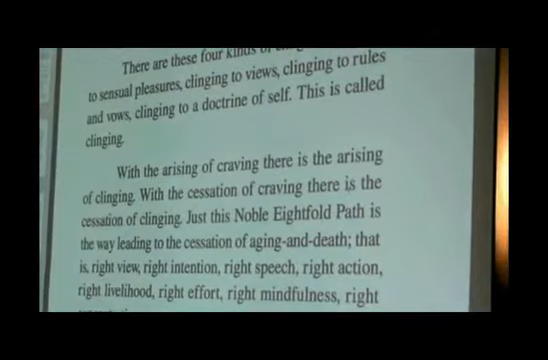 There are these four kinds of
to sensual pleasures, clinging to views, clinging to rules
and vows, clinging to a doctrine of self. This is called
clinging.
With the arising of craving there is the arising
of clinging. With the cessation of craving there is the
cessation of clinging. Just this Noble Eightfold Path is
the way leading to the cessation of aging-and-death; that
is, right view, right intention, right speech, right action,
right livelihood, right effort, right mindfulness, right